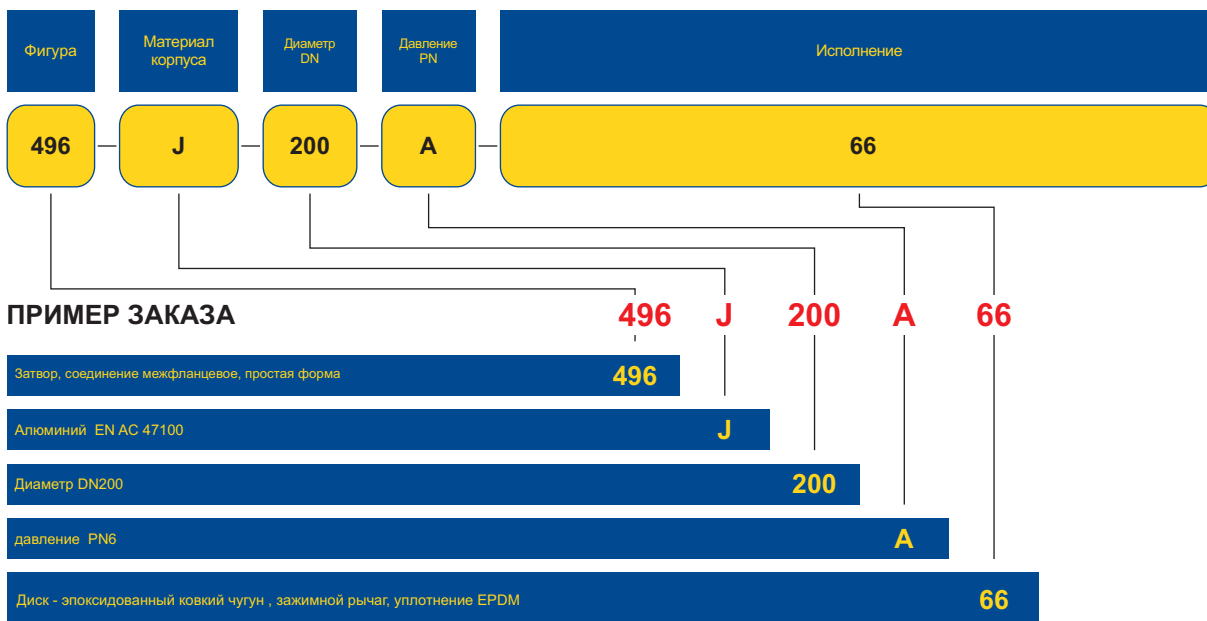 Фигура
Материал
корпуса
Диаметр
DN
Давление
PN
Исполнение
496
J
200
A
66
ПРИМЕР ЗАКАЗА
496 J 200 A 66
Затвор, соединение межфланцевое, простая форма 496
Алюминий EN AC 47100 J
Диаметр DN200 200
давление PN6 A
Диск - эпоксидованный ковкий чугун , зажимной рычаг, уплотнение EPDM 66